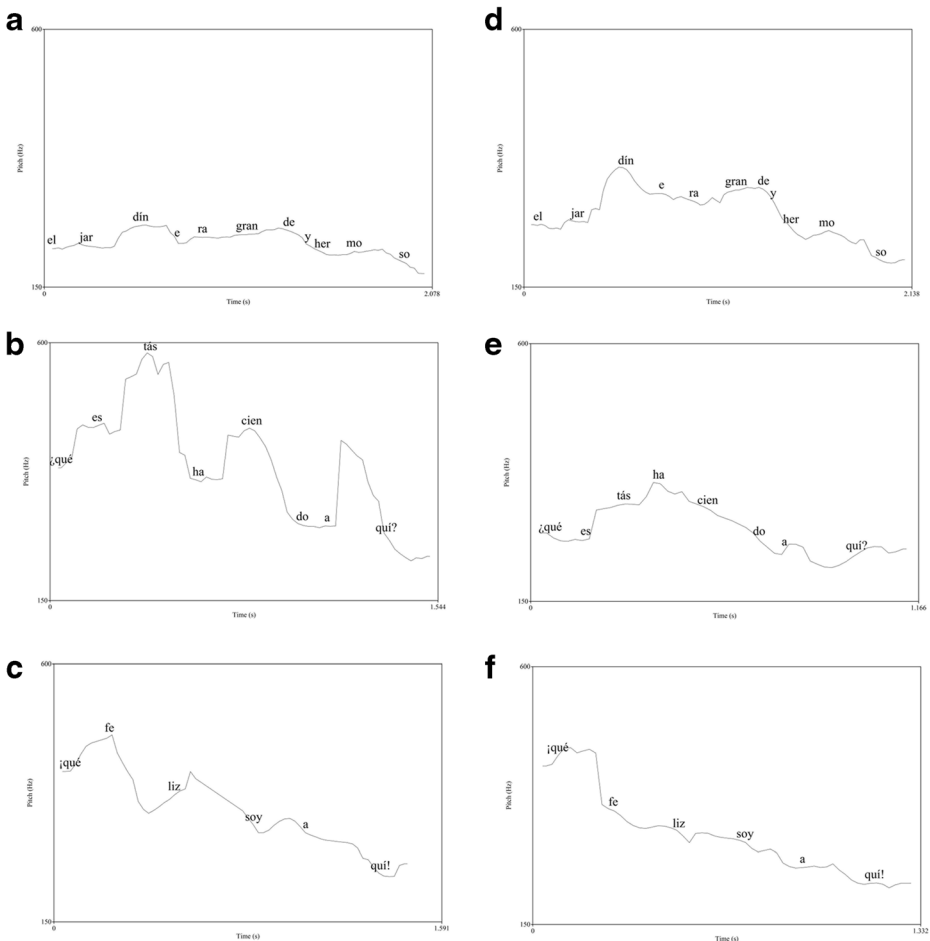 a
600
Pitch (Hz)
el jar dín e ra gran de y her mo so
150
0
Time (s)
2.078
d
600
Pitch (Hz)
el jar dín e ra gran de y her mo so
150
0
Time (s)
2.138
b
600
Pitch (Hz)
¿qué es tás ha cien do a quí?
150
0
Time (s)
1.544
e
600
Pitch (Hz)
¿qué es tás ha cien do a quí?
150
0
Time (s)
1.166
c
600
Pitch (Hz)
¡qué fe liz soy a quí!
150
0
Time (s)
1.591
f
600
Pitch (Hz)
¡qué fe liz soy a quí!
150
0
Time (s)
1.332